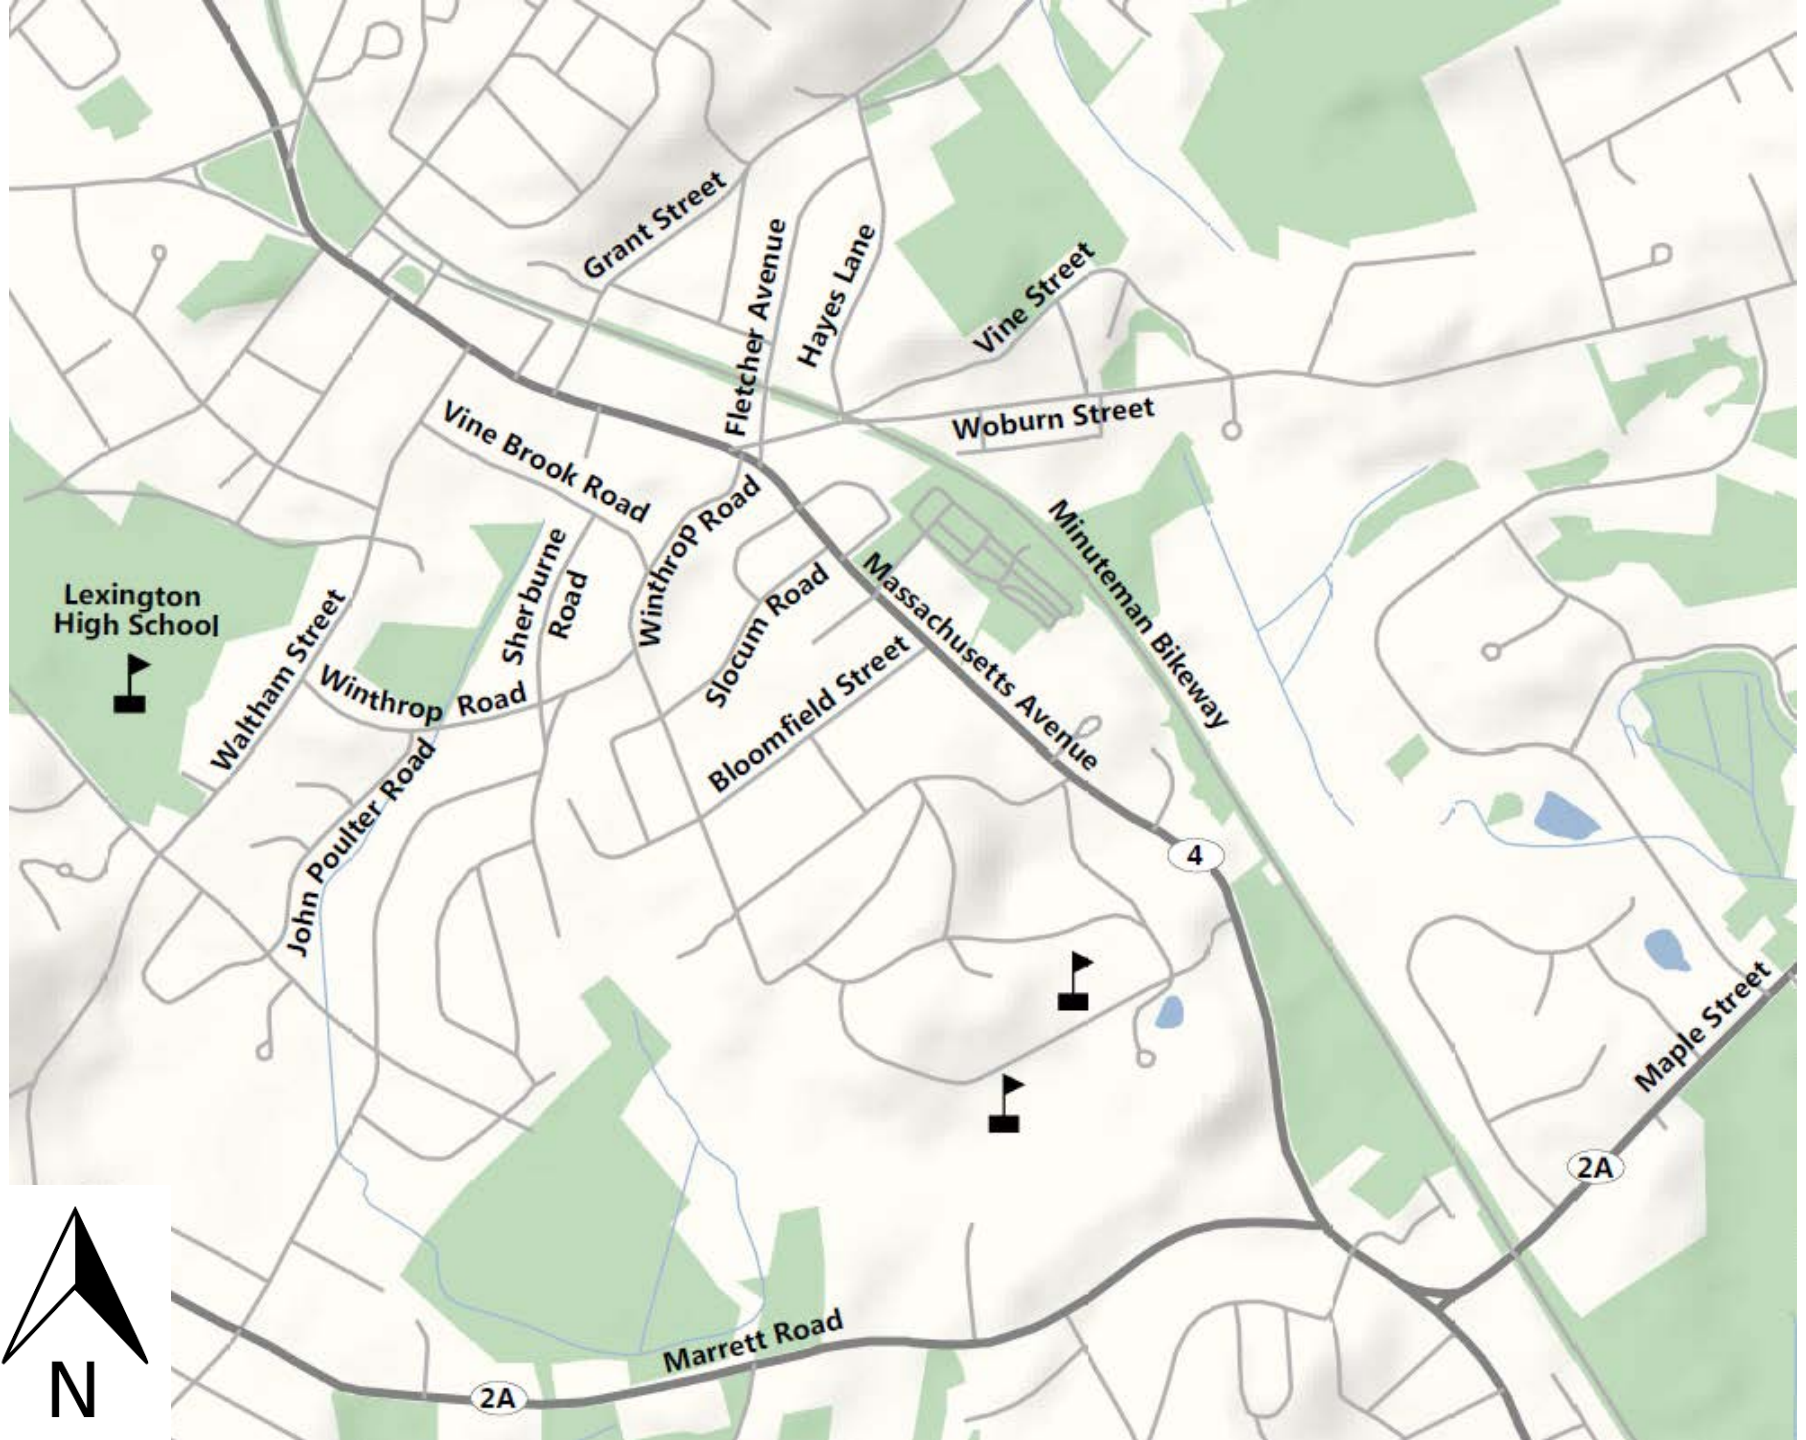 Grant Street
Fletcher Avenue
Hayes Lane
Vine Street
Woburn Street
Vine Brook Road
Winthrop Road
Minuteman Bikeway
Sherburne
Road
Massachusetts Avenue
Slocum Road
Lexington
High School
Waltham Street
Winthrop Road
Bloomfield Street
John Poulter Road
4
Maple Street
2A
Marrett Road
2A
N